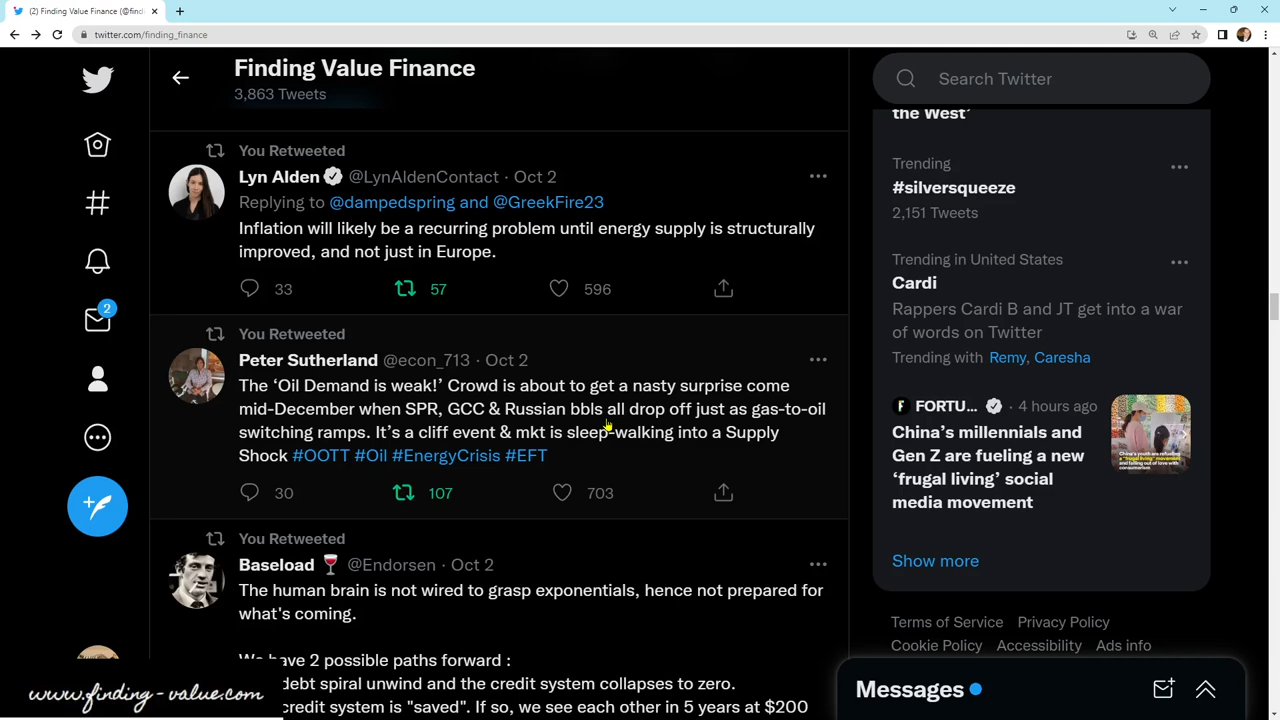 (2) Finding Value Finance (@find
twitter.com/finding_finance
Finding Value Finance
3,863 Tweets
You Retweeted
Lyn Alden @LynAldenContact · Oct 2
Replying to @dampedspring and @GreekFire23
Inflation will likely be a recurring problem until energy supply is structurally
improved, and not just in Europe.
33 57 596
You Retweeted
Peter Sutherland @econ_713 · Oct 2
The ‘Oil Demand is weak!’ Crowd is about to get a nasty surprise come
mid-December when SPR, GCC & Russian bbls all drop off just as gas-to-oil
switching ramps. It’s a cliff event & mkt is sleep-walking into a Supply
Shock #OOTT #Oil #EnergyCrisis #EFT
30 107 703
You Retweeted
Baseload @Endorsen · Oct 2
The human brain is not wired to grasp exponentials, hence not prepared for
what's coming.
We have 2 possible paths forward :
debt spiral unwind and the credit system collapses to zero.
credit system is "saved". If so, we see each other in 5 years at $200
2
www.finding-value.com
Search Twitter
the West’
Trending
#silversqueeze
2,151 Tweets
Trending in United States
Cardi
Rappers Cardi B and JT get into a war
of words on Twitter
Trending with Remy, Caresha
FORTU... · 4 hours ago
China’s millennials and
Gen Z are fueling a new
‘frugal living’ social
media movement
Show more
Terms of Service Privacy Policy
Cookie Policy Accessibility Ads info
Messages